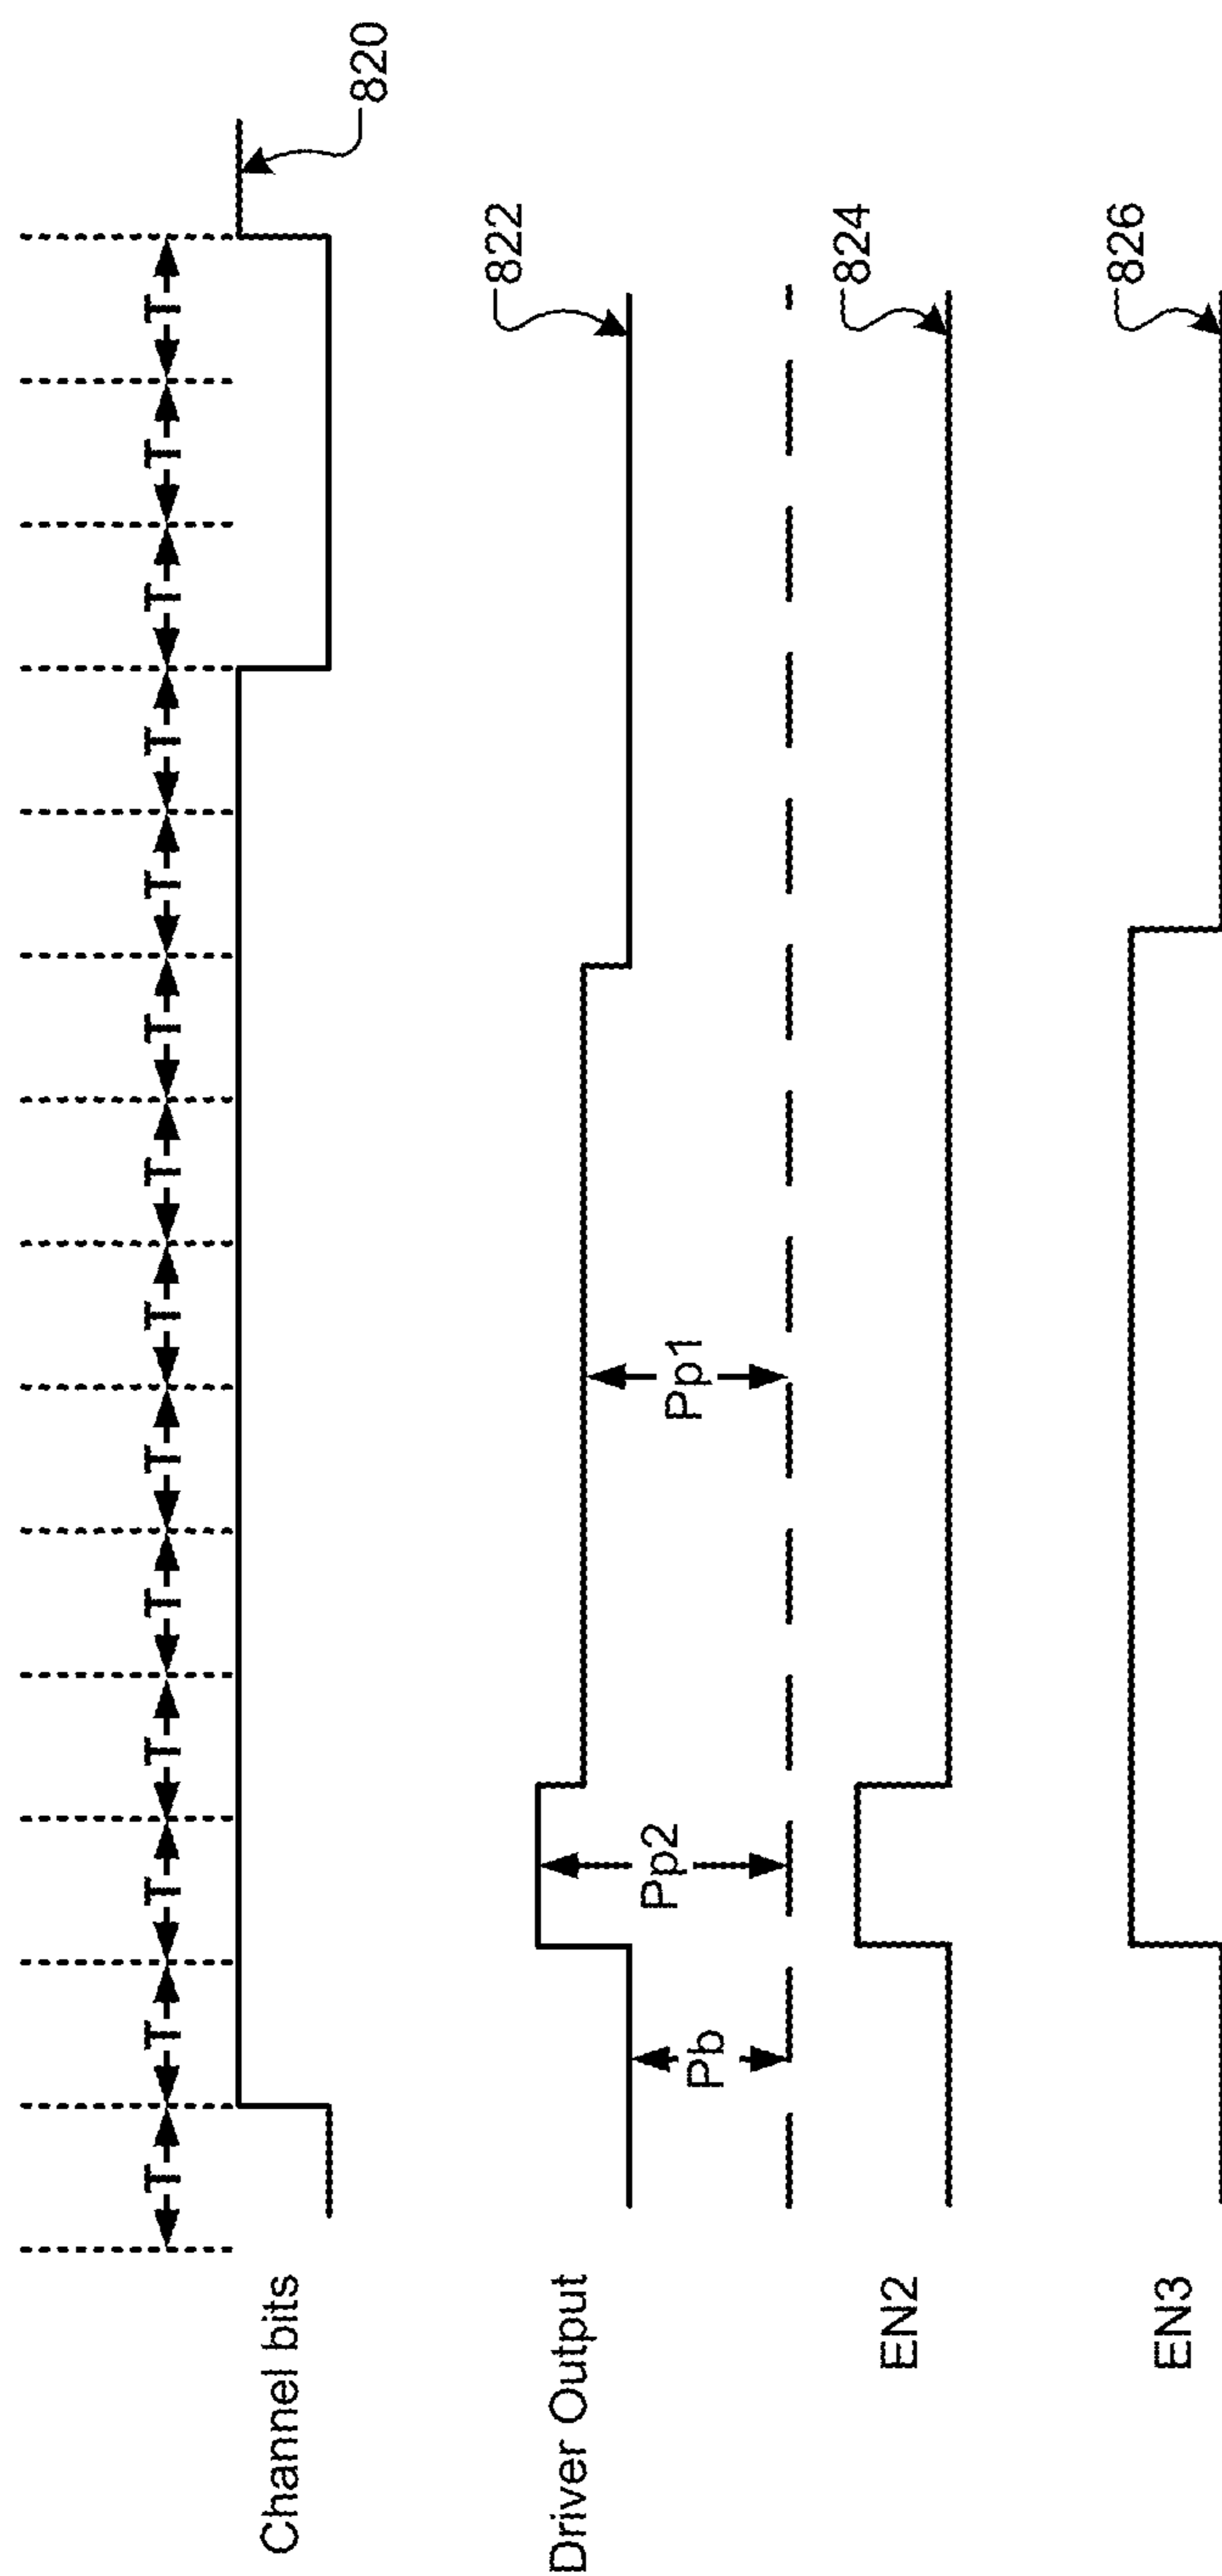 T T T T T T T T T T T T T T
Channel bits
820
Driver Output
Pb
Pp2
Pp1
822
EN2
824
EN3
826